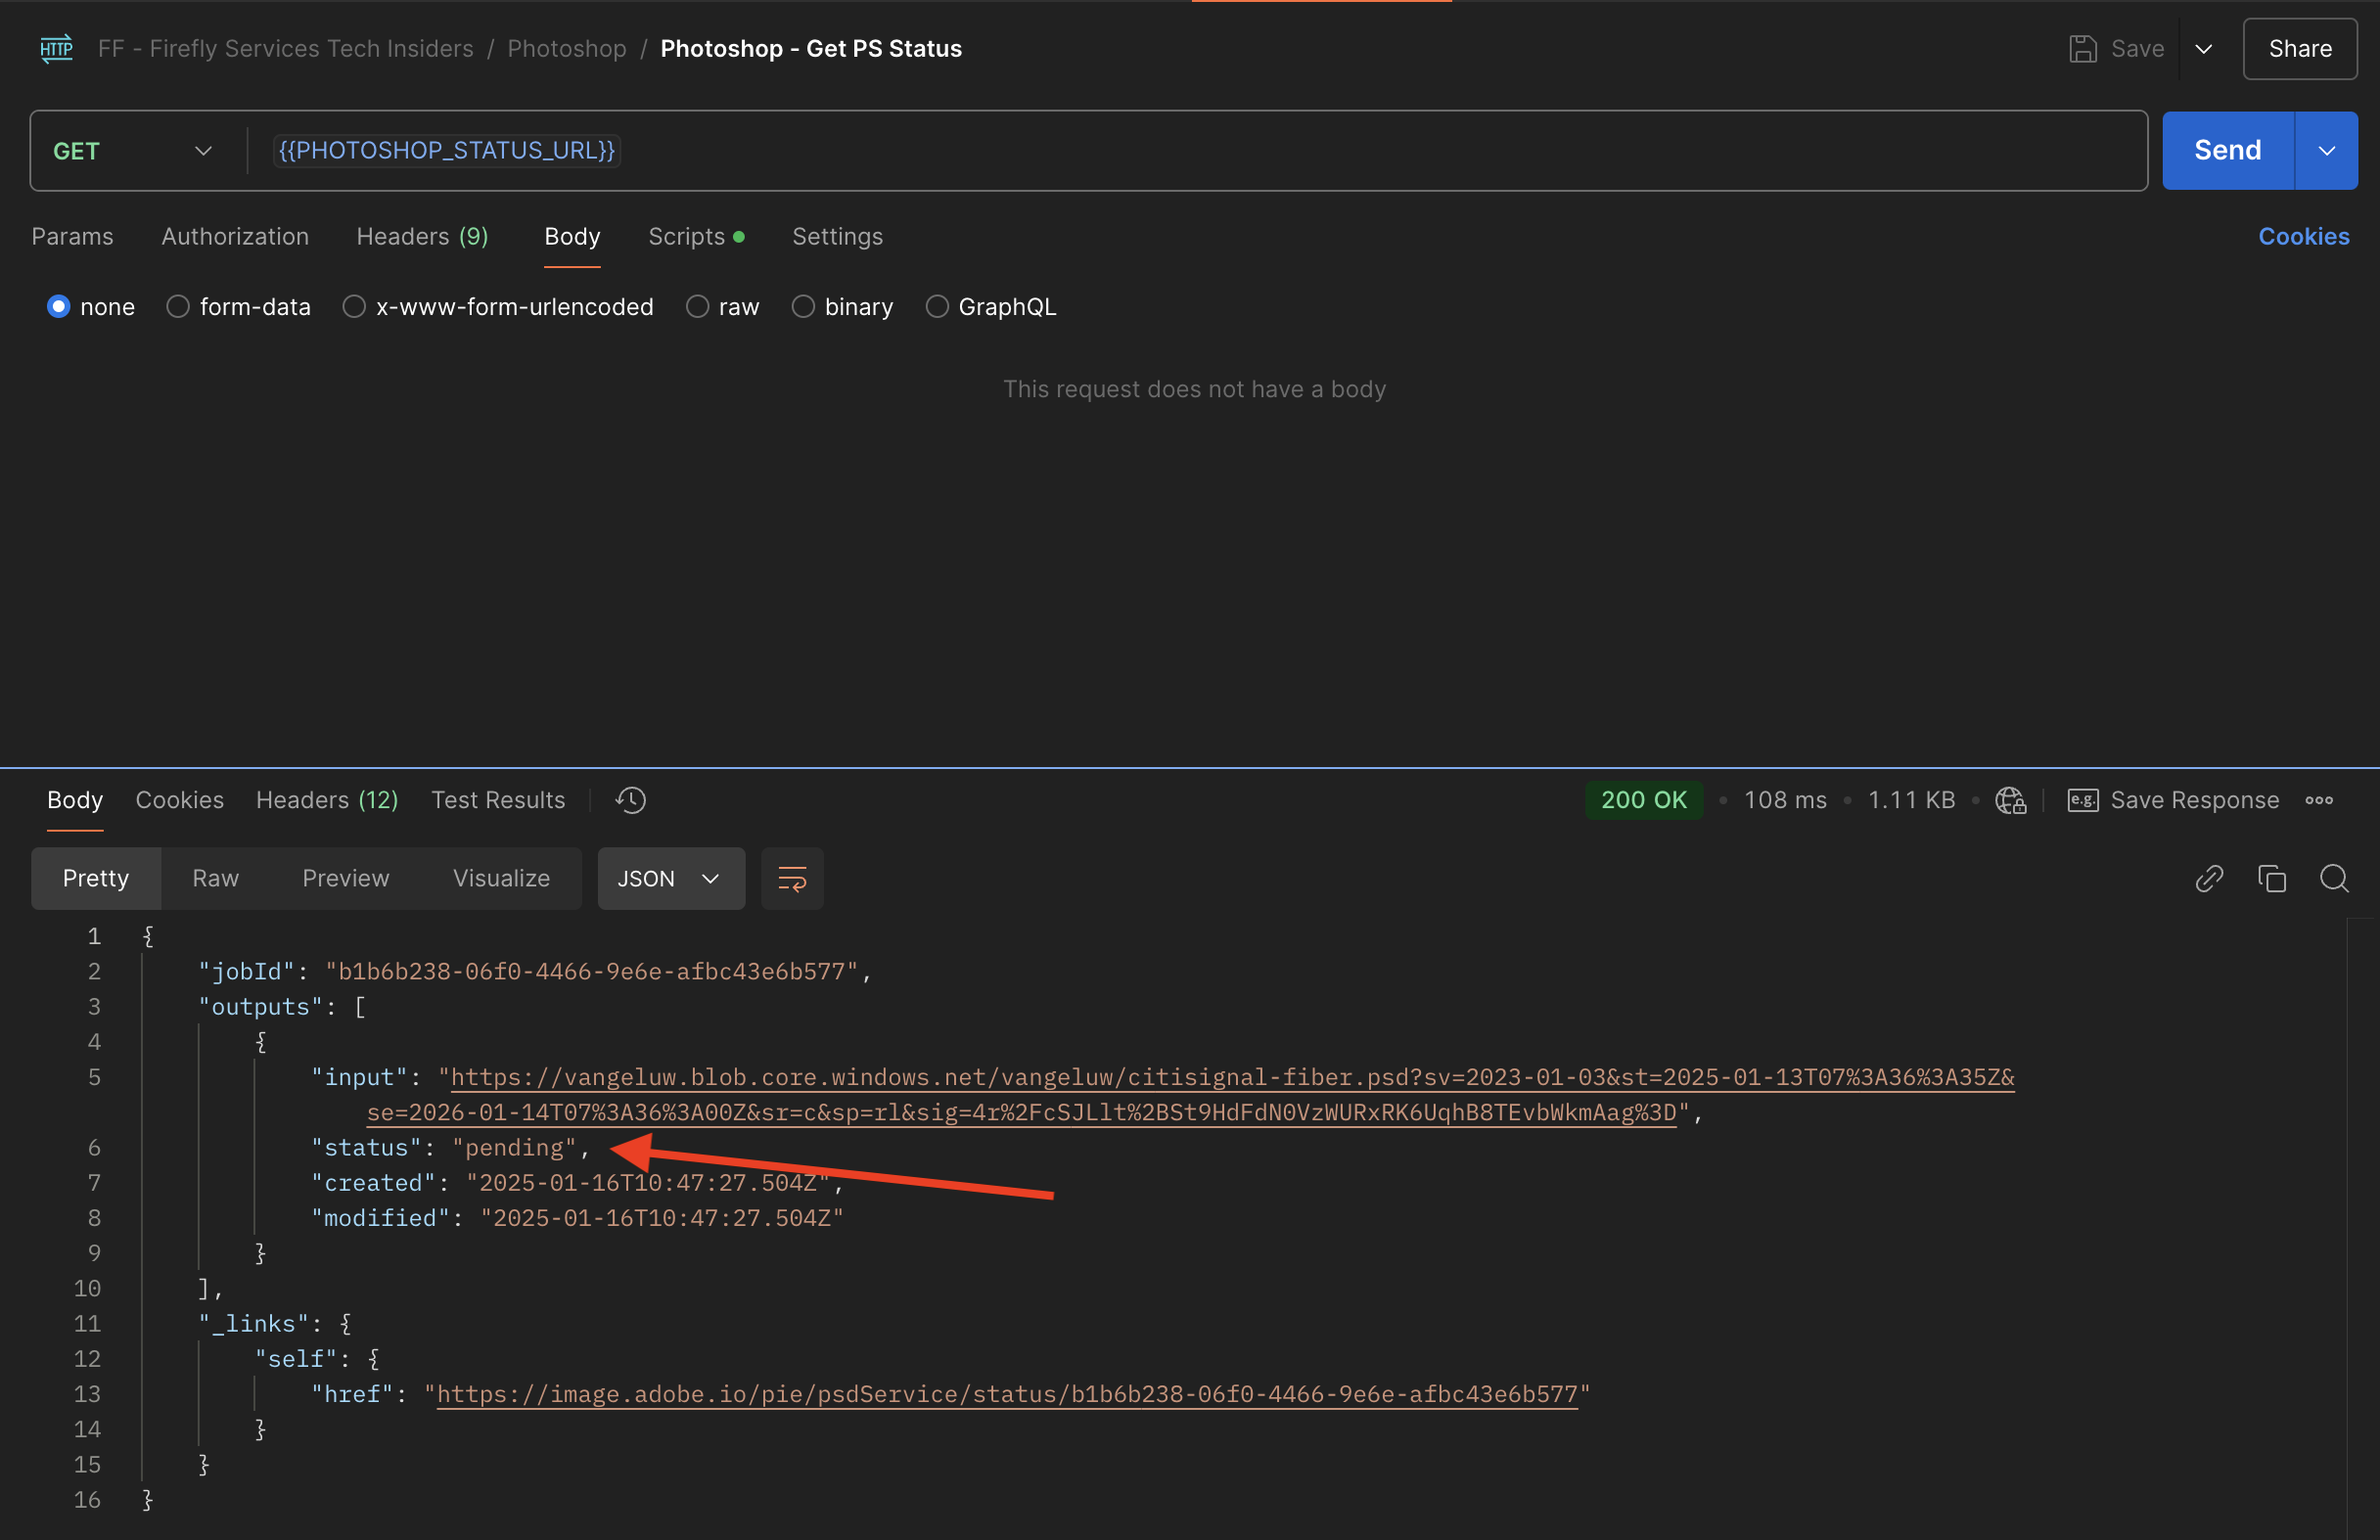 HTTP FF - Firefly Services Tech Insiders / Photoshop / Photoshop - Get PS Status Save Share
GET {{PHOTOSHOP_STATUS_URL}} Send
Params Authorization Headers (9) Body Scripts Settings Cookies
none form-data x-www-form-urlencoded raw binary GraphQL
This request does not have a body
Body Cookies Headers (12) Test Results 200 OK • 108 ms • 1.11 KB • e.g. Save Response
Pretty Raw Preview Visualize JSON
1 {
2 "jobId": "b1b6b238-06f0-4466-9e6e-afbc43e6b577",
3 "outputs": [
4 {
5 "input": "https://vangeluw.blob.core.windows.net/vangeluw/citisignal-fiber.psd?sv=2023-01-03&st=2025-01-13T07%3A36%3A35Z&
se=2026-01-14T07%3A36%3A00Z&sr=c&sp=rl&sig=4r%2FcSJLlt%2BSt9HdFdN0VzWURxRK6UqhB8TEvbWkmAag%3D",
6 "status": "pending",
7 "created": "2025-01-16T10:47:27.504Z",
8 "modified": "2025-01-16T10:47:27.504Z"
9 }
10 ],
11 "_links": {
12 "self": {
13 "href": "https://image.adobe.io/pie/psdService/status/b1b6b238-06f0-4466-9e6e-afbc43e6b577"
14 }
15 }
16 }